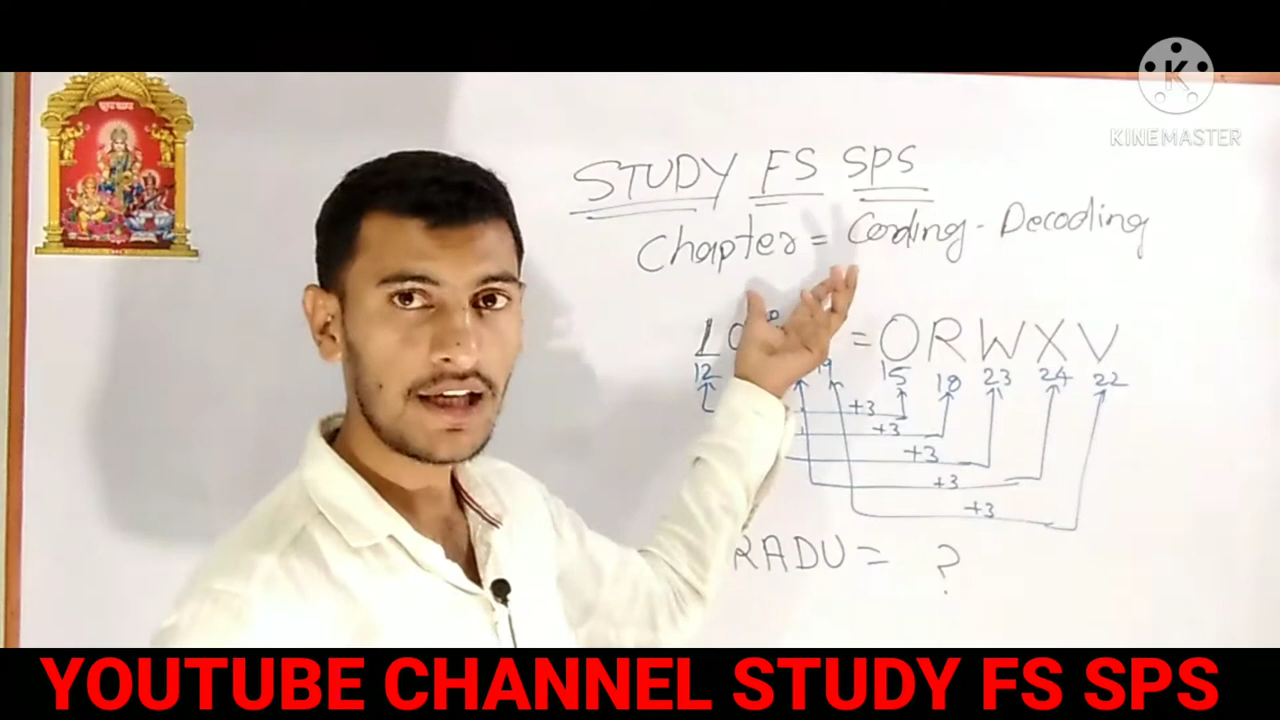 KINEMASTER
STUDY FS SPS
Chapter = Coding - Decoding
= ORWXV
12 19 15 18 23 24 22
+3
+3
+3
+3
+3
RADU = ?
YOUTUBE CHANNEL STUDY FS SPS